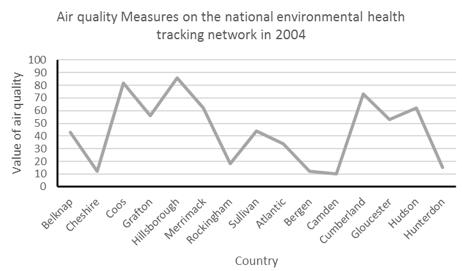 Air quality Measures on the national environmental health
tracking network in 2004
Value of air quality
100
90
80
70
60
50
40
30
20
10
0
Belknap
Cheshire
Coos
Grafton
Hillsborough
Merrimack
Rockingham
Sullivan
Atlantic
Bergen
Camden
Cumberland
Gloucester
Hudson
Hunterdon
Country